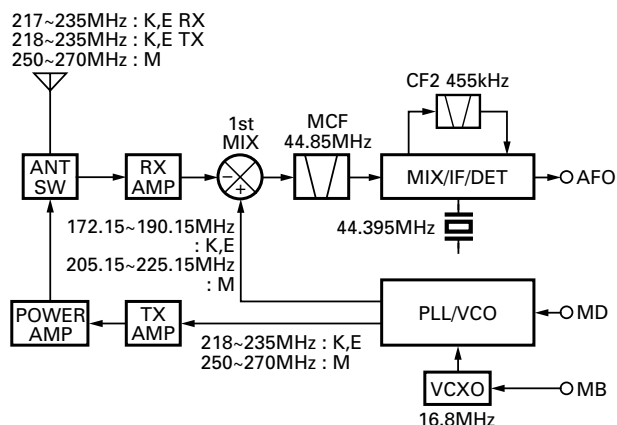 217~235MHz : K,E RX
218~235MHz : K,E TX
250~270MHz : M
CF2 455kHz
1st
MIX
MCF
44.85MHz
ANT
SW
RX
AMP
−
+
MIX/IF/DET
AFO
172.15~190.15MHz
: K,E
205.15~225.15MHz
: M
44.395MHz
POWER
AMP
TX
AMP
PLL/VCO
MD
218~235MHz : K,E
250~270MHz : M
VCXO
MB
16.8MHz